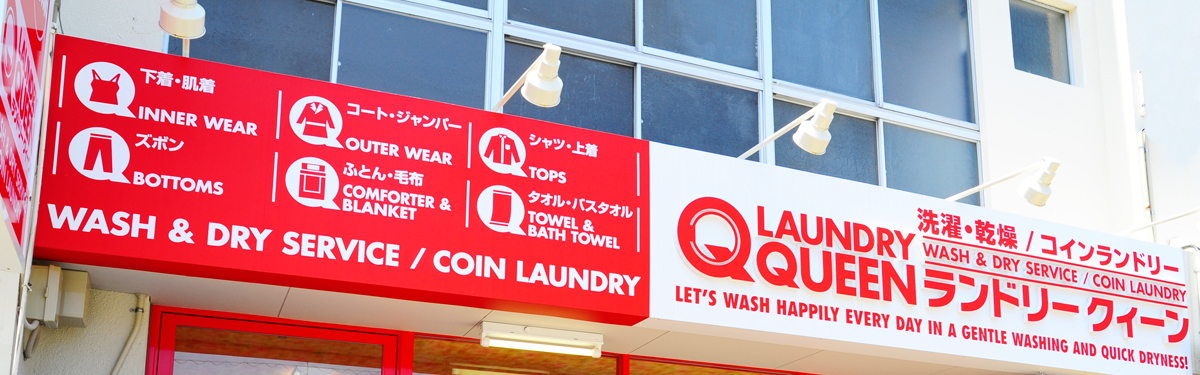 下着・肌着
INNER WEAR
コート・ジャンパー
OUTER WEAR
シャツ・上着
TOPS
ズボン
BOTTOMS
ふとん・毛布
COMFORTER &
BLANKET
タオル・バスタオル
TOWEL &
BATH TOWEL
WASH & DRY SERVICE / COIN LAUNDRY
LAUNDRY
QUEEN
洗濯・乾燥 / コインランドリー
WASH & DRY SERVICE / COIN LAUNDRY
ランドリークィーン
LET'S WASH HAPPILY EVERY DAY IN A GENTLE WASHING AND QUICK DRYNESS!
QUEEN